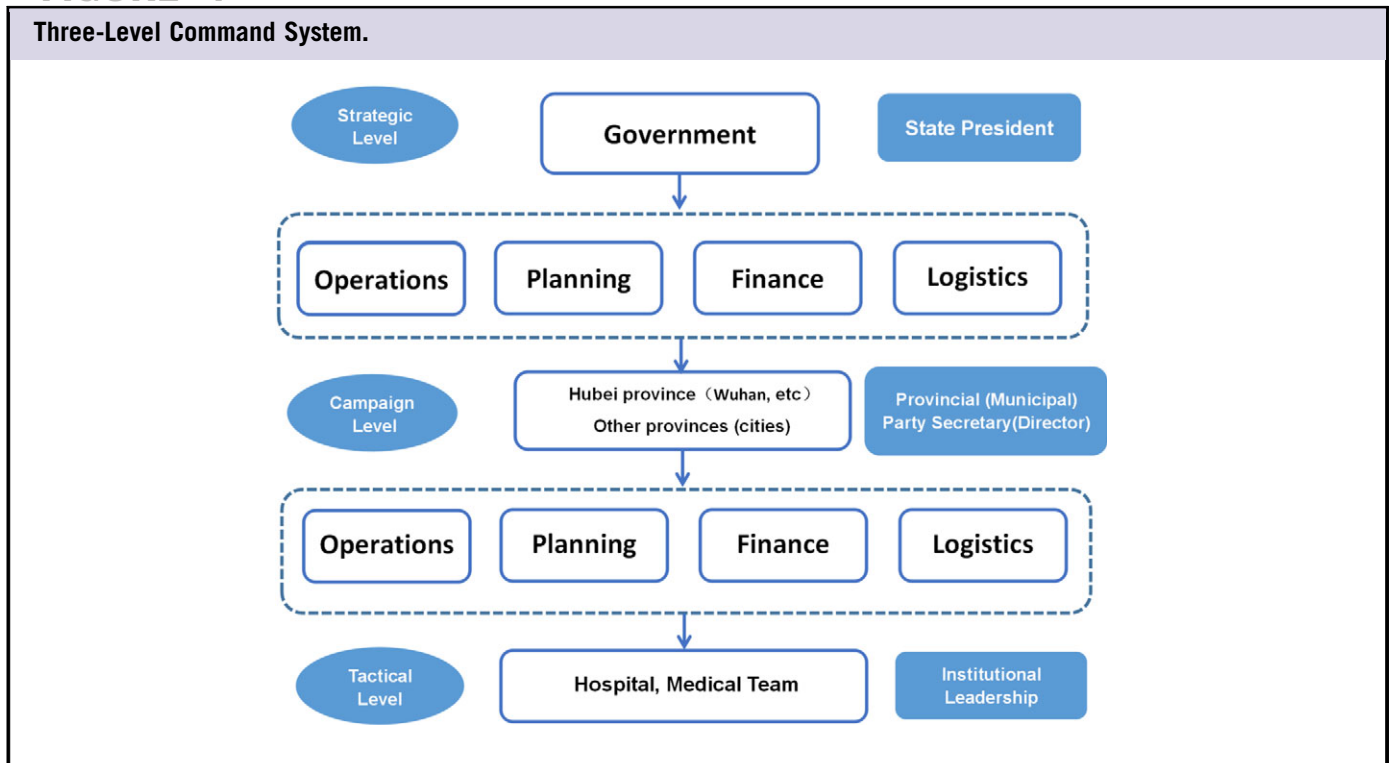 Three-Level Command System.
Strategic
Level
Government
State President
Operations
Planning
Finance
Logistics
Campaign
Level
Hubei province（Wuhan, etc）
Other provinces (cities)
Provincial (Municipal)
Party Secretary(Director)
Operations
Planning
Finance
Logistics
Tactical
Level
Hospital, Medical Team
Institutional
Leadership